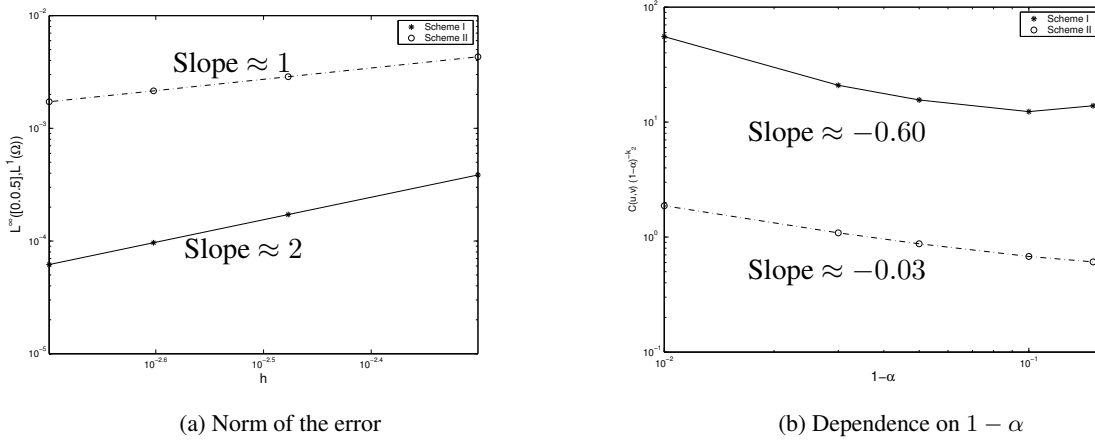 10^-2
10^-3
10^-4
10^-5
L^∞([0.0.5],L^1(Ω))
Scheme I
Scheme II
Slope ≈ 1
Slope ≈ 2
10^-2.6
10^-2.5
10^-2.4
h
(a) Norm of the error
10^2
10^1
10^0
10^-1
C(u,ν) (1−α)^-k_2
Scheme I
Scheme II
Slope ≈ −0.60
Slope ≈ −0.03
10^-2
10^-1
1−α
(b) Dependence on 1 − α